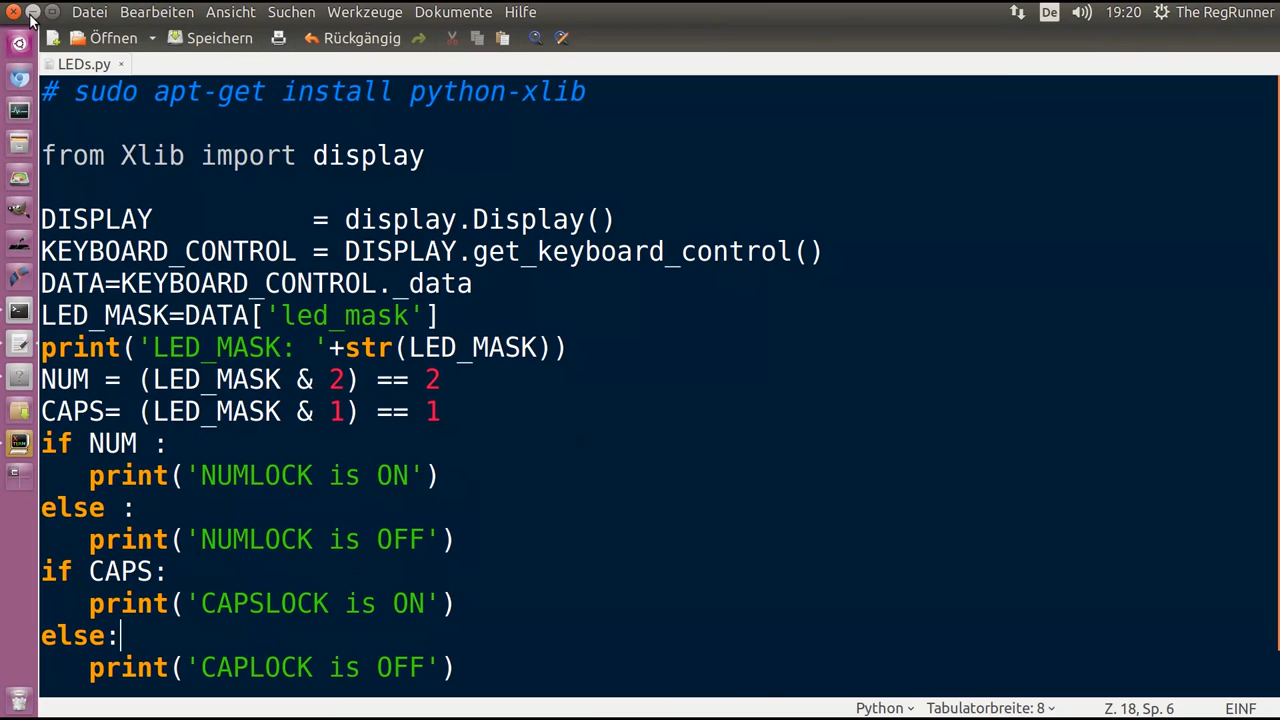 Datei Bearbeiten Ansicht Suchen Werkzeuge Dokumente Hilfe De 19:20 The RegRunner
Öffnen Speichern Rückgängig
LEDs.py
# sudo apt-get install python-xlib
from Xlib import display
DISPLAY = display.Display()
KEYBOARD_CONTROL = DISPLAY.get_keyboard_control()
DATA=KEYBOARD_CONTROL._data
LED_MASK=DATA['led_mask']
print('LED_MASK: '+str(LED_MASK))
NUM = (LED_MASK & 2) == 2
CAPS= (LED_MASK & 1) == 1
if NUM :
print('NUMLOCK is ON')
else :
print('NUMLOCK is OFF')
if CAPS:
print('CAPSLOCK is ON')
else:
print('CAPLOCK is OFF')
Python Tabulatorbreite: 8 Z. 18, Sp. 6 EINF